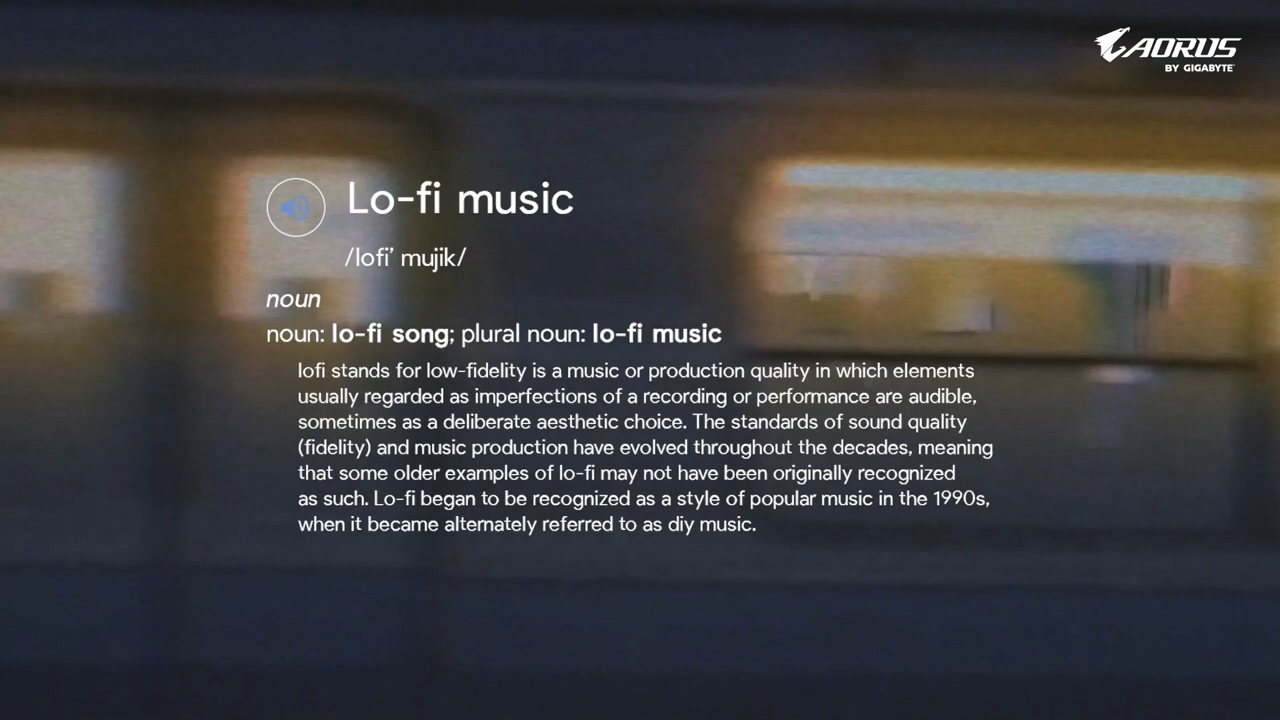 AORUS
BY GIGABYTE
Lo-fi music
/lofi’ mujik/
noun
noun: lo-fi song; plural noun: lo-fi music
lofi stands for low-fidelity is a music or production quality in which elements
usually regarded as imperfections of a recording or performance are audible,
sometimes as a deliberate aesthetic choice. The standards of sound quality
(fidelity) and music production have evolved throughout the decades, meaning
that some older examples of lo-fi may not have been originally recognized
as such. Lo-fi began to be recognized as a style of popular music in the 1990s,
when it became alternately referred to as diy music.